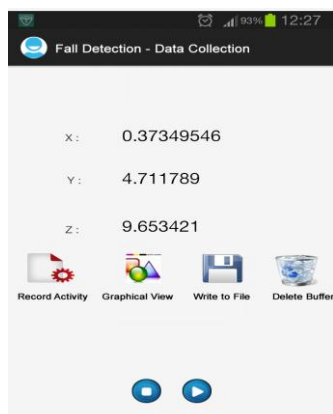 93% 12:27
Fall Detection - Data Collection
X : 0.37349546
Y : 4.711789
Z : 9.653421
Record Activity Graphical View Write to File Delete Buffer